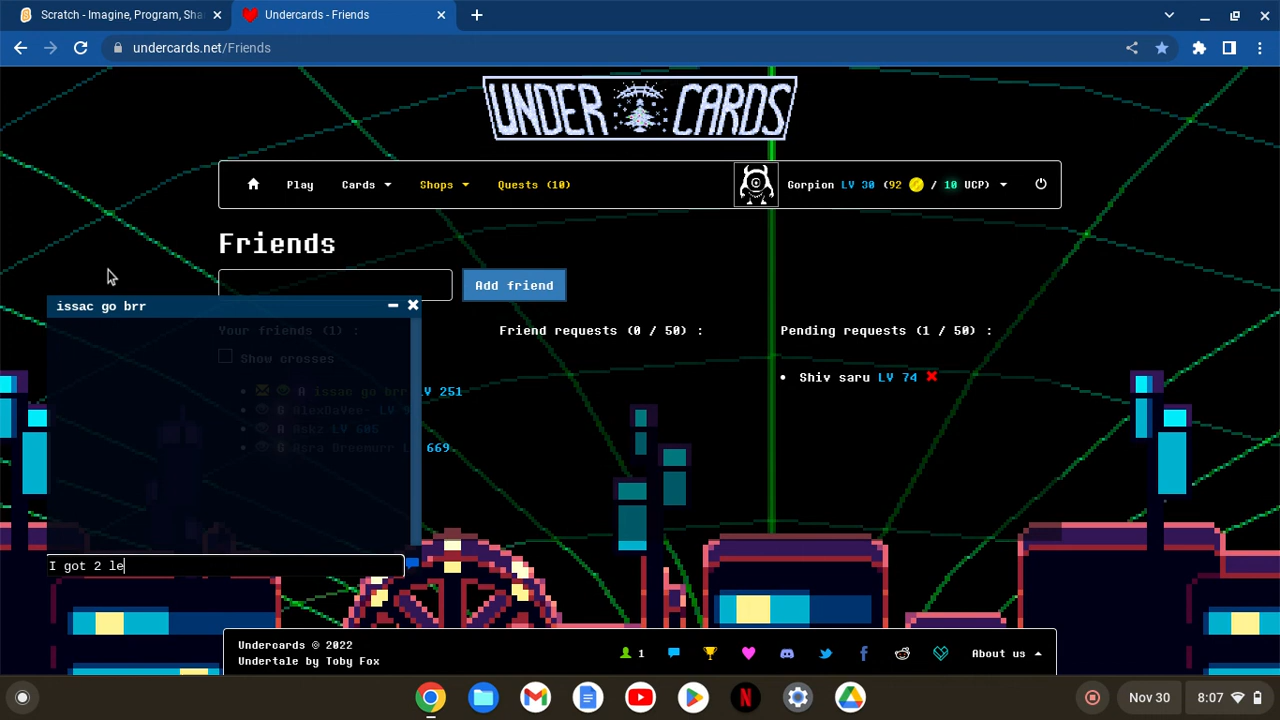 Scratch - Imagine, Program, Sha
Undercards - Friends
undercards.net/Friends
UNDER CARDS
Play
Cards
Shops
Quests (10)
Gorpion LV 30 (92 / 10 UCP)
Friends
Add friend
issac go brr
Your friends (1) :
Friend requests (0 / 50) :
Pending requests (1 / 50) :
Show crosses
Shiv saru LV 74
A issac go brr LV 251
LV 605
669
I got 2 le
Undercards © 2022
Undertale by Toby Fox
1
About us
Nov 30
8:07